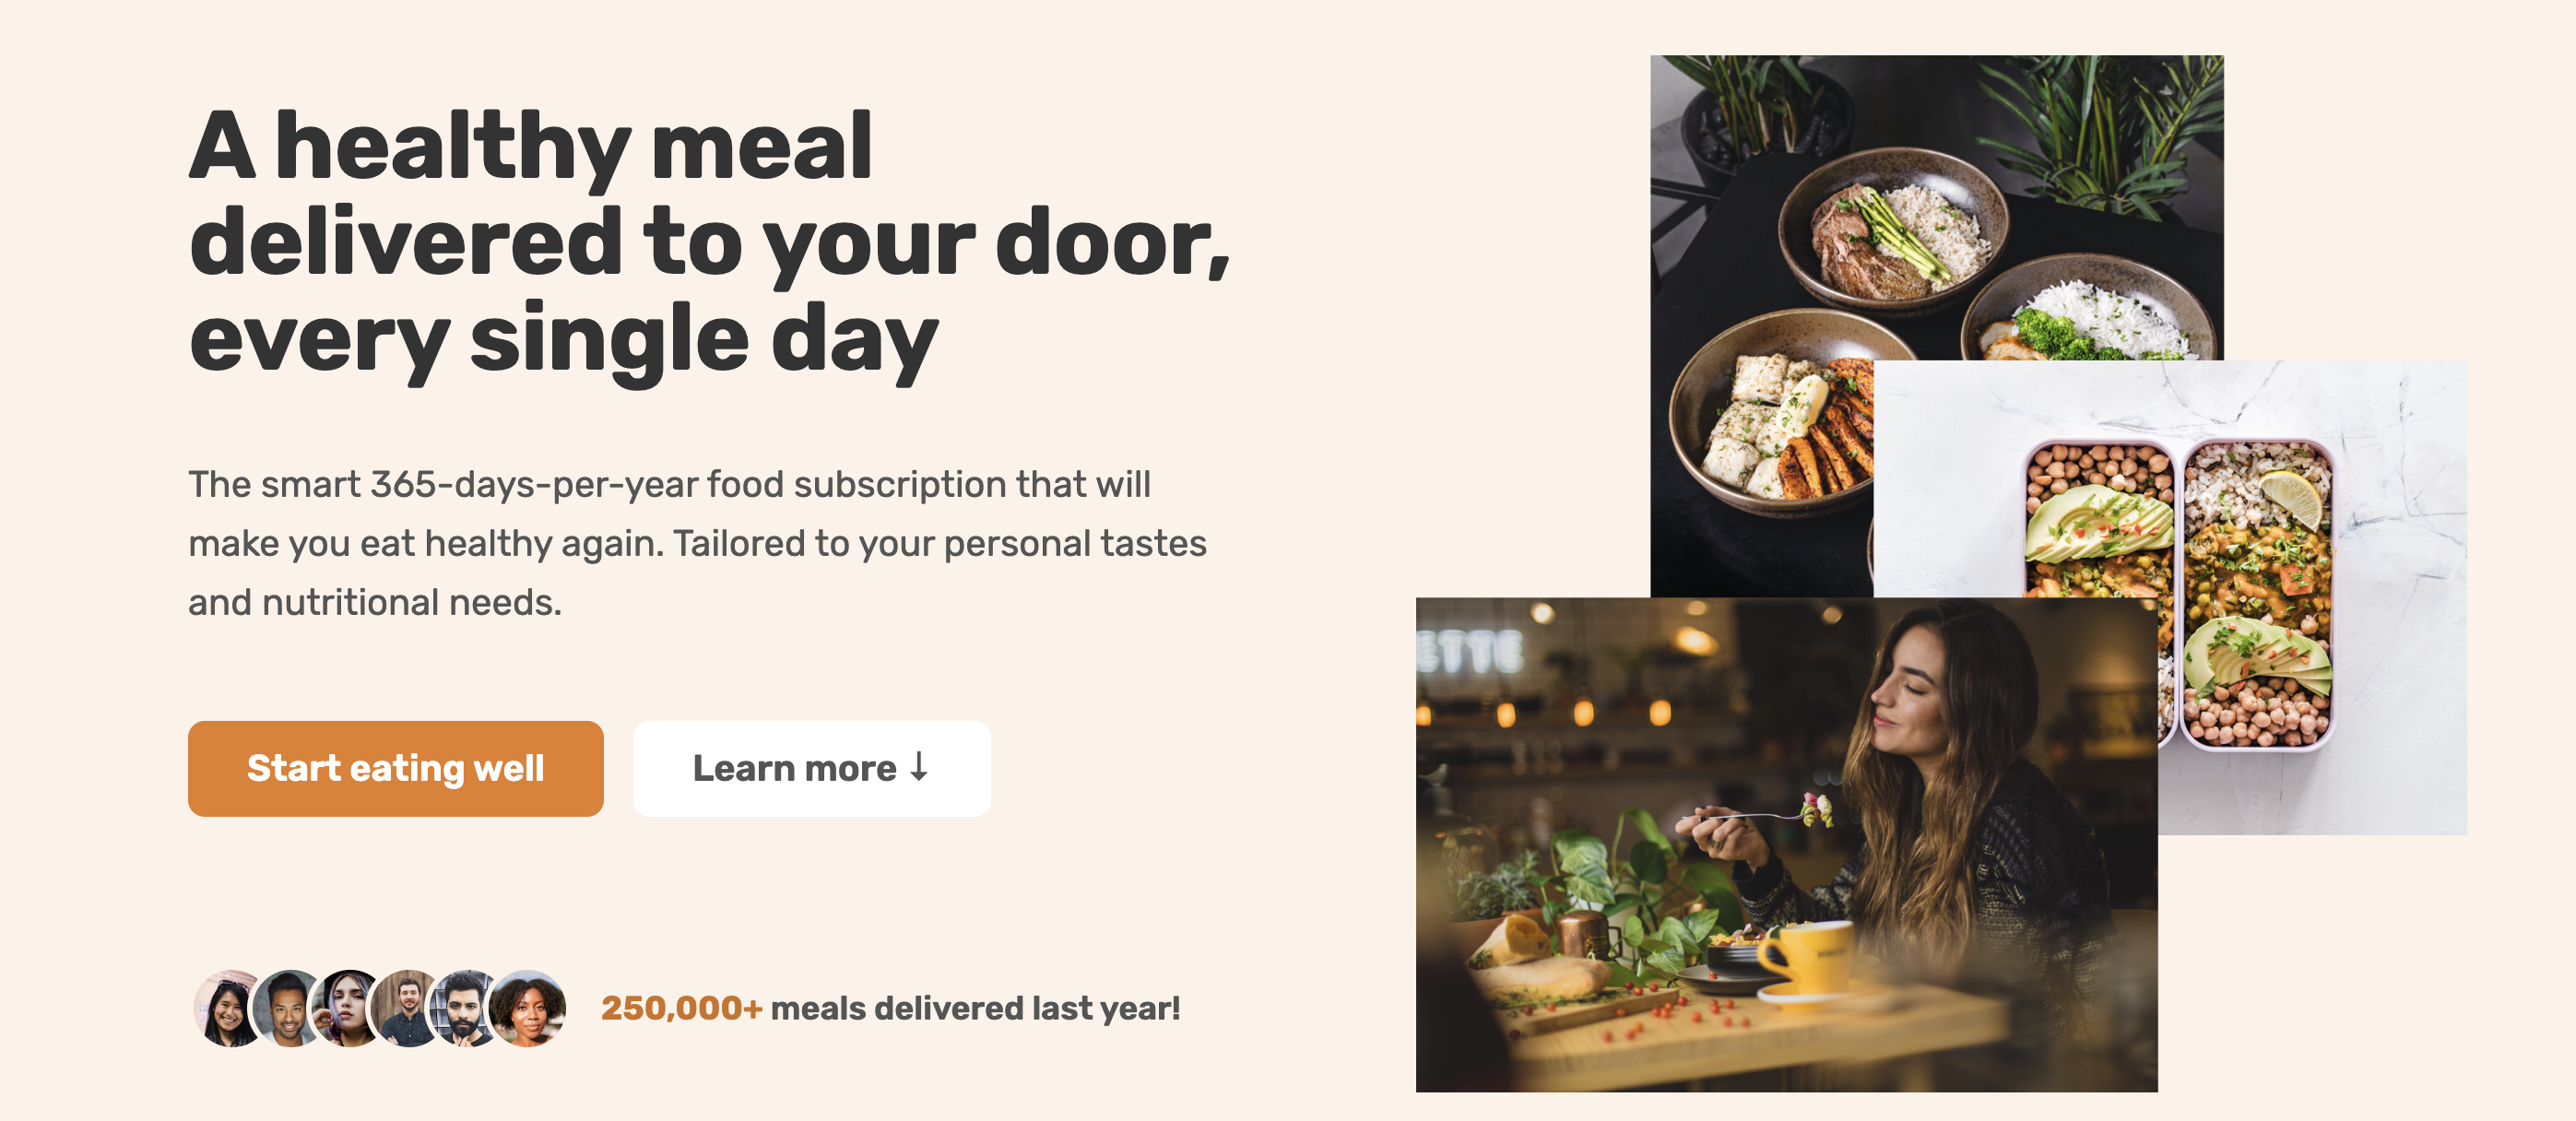 A healthy meal
delivered to your door,
every single day
The smart 365-days-per-year food subscription that will
make you eat healthy again. Tailored to your personal tastes
and nutritional needs.
Start eating well
Learn more ↓
250,000+ meals delivered last year!
ETTE